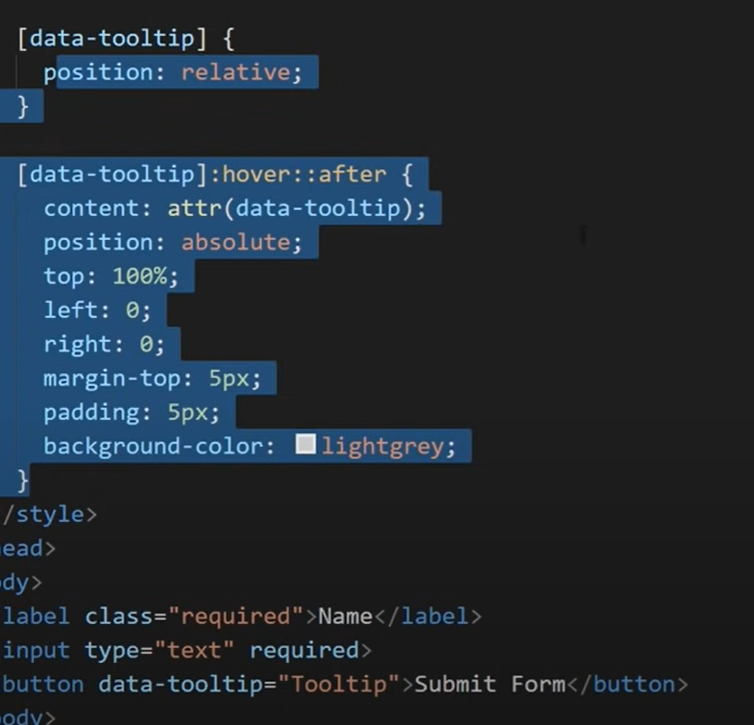 [data-tooltip] {
position: relative;
}
[data-tooltip]:hover::after {
content: attr(data-tooltip);
position: absolute;
top: 100%;
left: 0;
right: 0;
margin-top: 5px;
padding: 5px;
background-color: lightgrey;
}
/style>
ead>
dy>
label class="required">Name</label>
input type="text" required>
button data-tooltip="Tooltip">Submit Form</button>
ody>